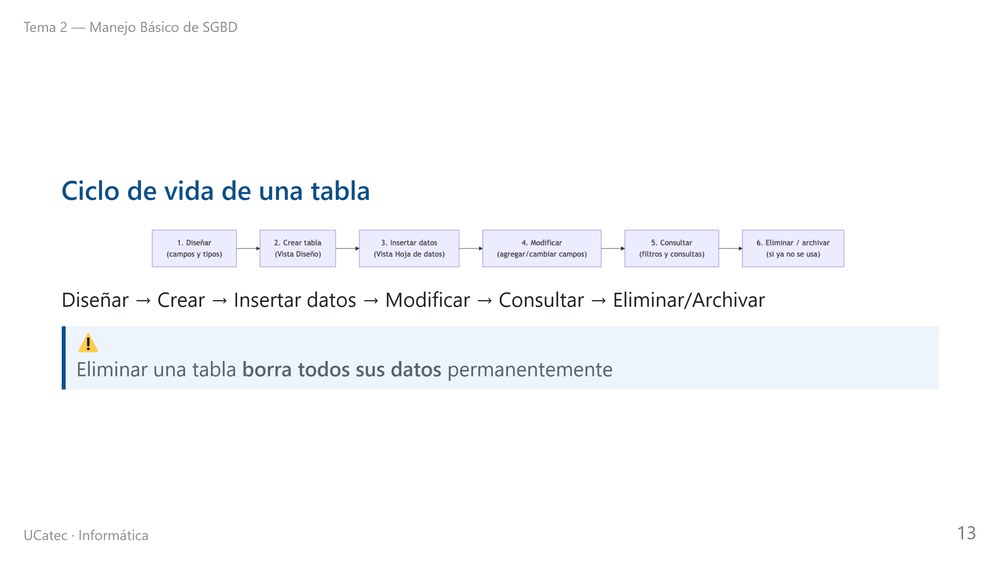 Tema 2 — Manejo Básico de SGBD
Ciclo de vida de una tabla
1. Diseñar
(campos y tipos)
2. Crear tabla
(Vista Diseño)
3. Insertar datos
(Vista Hoja de datos)
4. Modificar
(agregar/cambiar campos)
5. Consultar
(filtros y consultas)
6. Eliminar / archivar
(si ya no se usa)
Diseñar → Crear → Insertar datos → Modificar → Consultar → Eliminar/Archivar
Eliminar una tabla borra todos sus datos permanentemente
UCatec · Informática
13